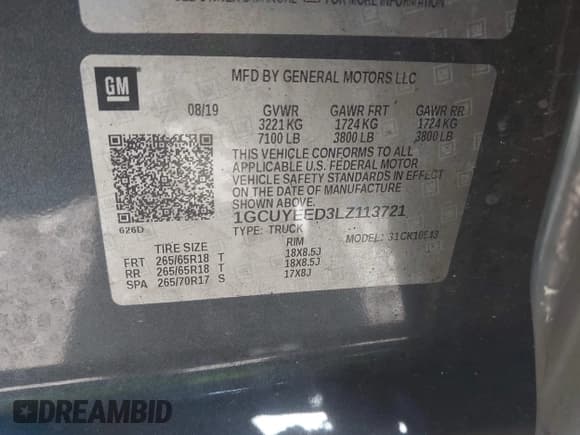 FOR MORE INFORMATION
GM
MFD BY GENERAL MOTORS LLC
08/19 GVWR GAWR FRT GAWR RR
3221 KG 1724 KG 1724 KG
7100 LB 3800 LB 3800 LB
THIS VEHICLE CONFORMS TO ALL
APPLICABLE U.S. FEDERAL MOTOR
VEHICLE SAFETY STANDARDS IN EFFECT
ON THE DATE OF MANUFACTURE
SHOWN ABOVE.
626D
1GCUYEED3LZ113721
TYPE: TRUCK MODEL:
TIRE SIZE RIM
FRT 265/65R18 T 18X8.5J
RR 265/65R18 T 18X8.5J
SPA 265/70R17 S 17X8J
DREAMBID